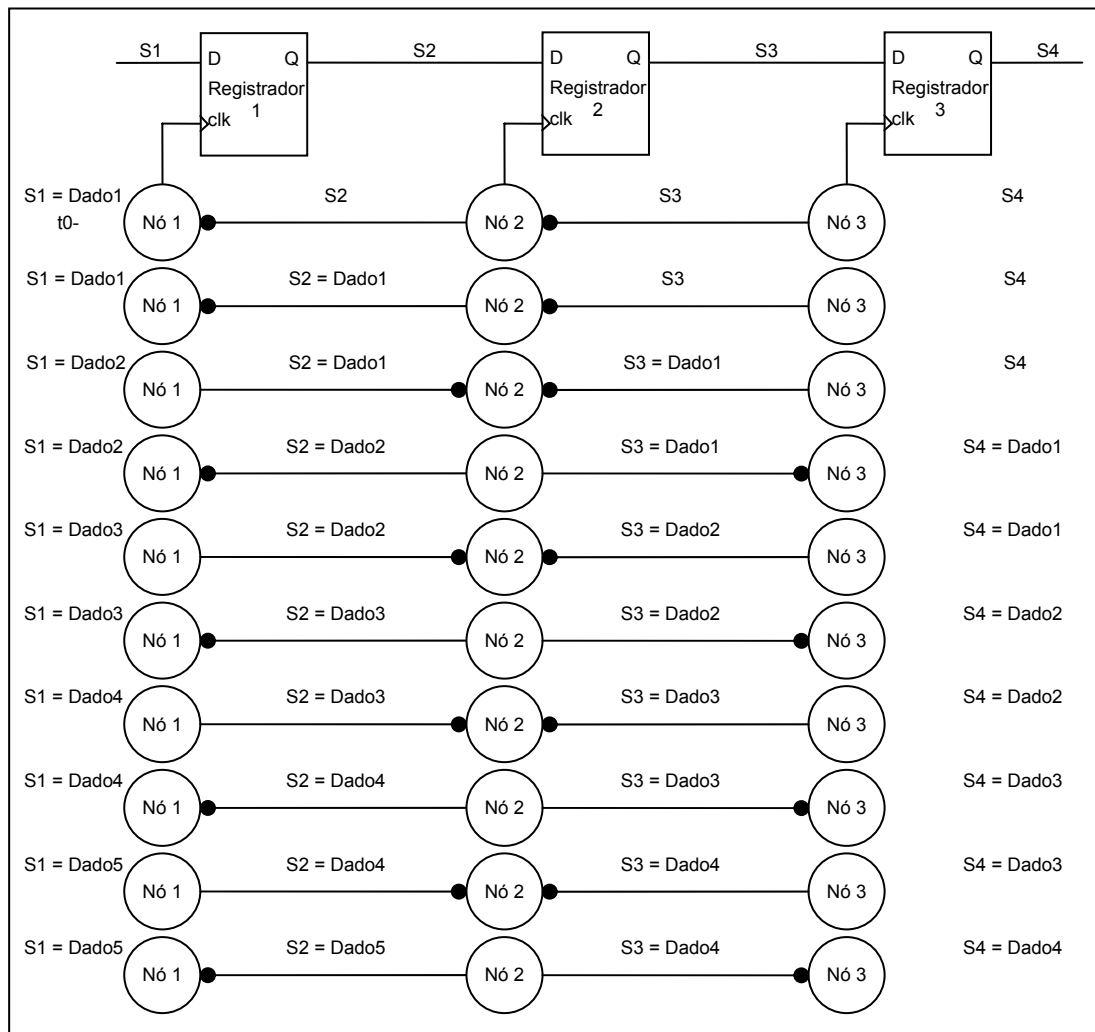 S1 S2 S3 S4
D Q D Q D Q
Registrador Registrador Registrador
1 2 3
clk clk clk
S1 = Dado1 S2 S3 S4
t0- Nó 1 Nó 2 Nó 3
S1 = Dado1 S2 = Dado1 S3 S4
Nó 1 Nó 2 Nó 3
S1 = Dado2 S2 = Dado1 S3 = Dado1 S4
Nó 1 Nó 2 Nó 3
S1 = Dado2 S2 = Dado2 S3 = Dado1 S4 = Dado1
Nó 1 Nó 2 Nó 3
S1 = Dado3 S2 = Dado2 S3 = Dado2 S4 = Dado1
Nó 1 Nó 2 Nó 3
S1 = Dado3 S2 = Dado3 S3 = Dado2 S4 = Dado2
Nó 1 Nó 2 Nó 3
S1 = Dado4 S2 = Dado3 S3 = Dado3 S4 = Dado2
Nó 1 Nó 2 Nó 3
S1 = Dado4 S2 = Dado4 S3 = Dado3 S4 = Dado3
Nó 1 Nó 2 Nó 3
S1 = Dado5 S2 = Dado4 S3 = Dado4 S4 = Dado3
Nó 1 Nó 2 Nó 3
S1 = Dado5 S2 = Dado5 S3 = Dado4 S4 = Dado4
Nó 1 Nó 2 Nó 3